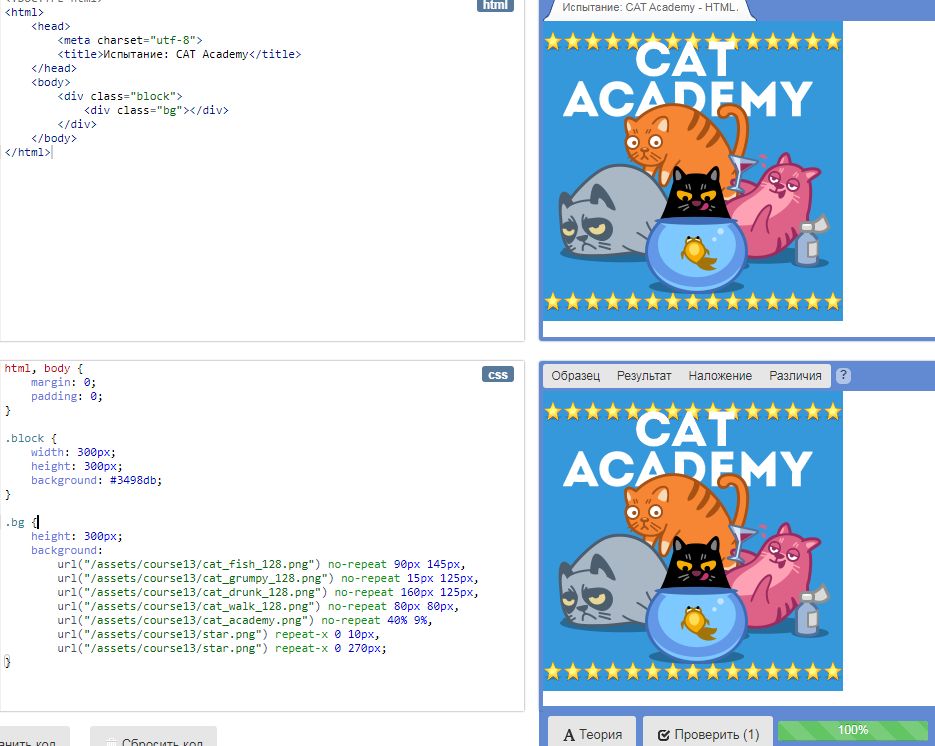 <!DOCTYPE html>
html
<html>
<head>
<meta charset="utf-8">
<title>Испытание: CAT Academy</title>
</head>
<body>
<div class="block">
<div class="bg"></div>
</div>
</body>
</html>
Испытание: CAT Academy - HTML.
CAT
ACADEMY
css
html, body {
margin: 0;
padding: 0;
}
.block {
width: 300px;
height: 300px;
background: #3498db;
}
.bg {
height: 300px;
background:
url("/assets/course13/cat_fish_128.png") no-repeat 90px 145px,
url("/assets/course13/cat_grumpy_128.png") no-repeat 15px 125px,
url("/assets/course13/cat_drunk_128.png") no-repeat 160px 125px,
url("/assets/course13/cat_walk_128.png") no-repeat 80px 80px,
url("/assets/course13/cat_academy.png") no-repeat 40% 9%,
url("/assets/course13/star.png") repeat-x 0 10px,
url("/assets/course13/star.png") repeat-x 0 270px;
}
Образец Результат Наложение Различия ?
CAT
ACADEMY
нить код Сбросить код
A Теория Проверить (1) 100%